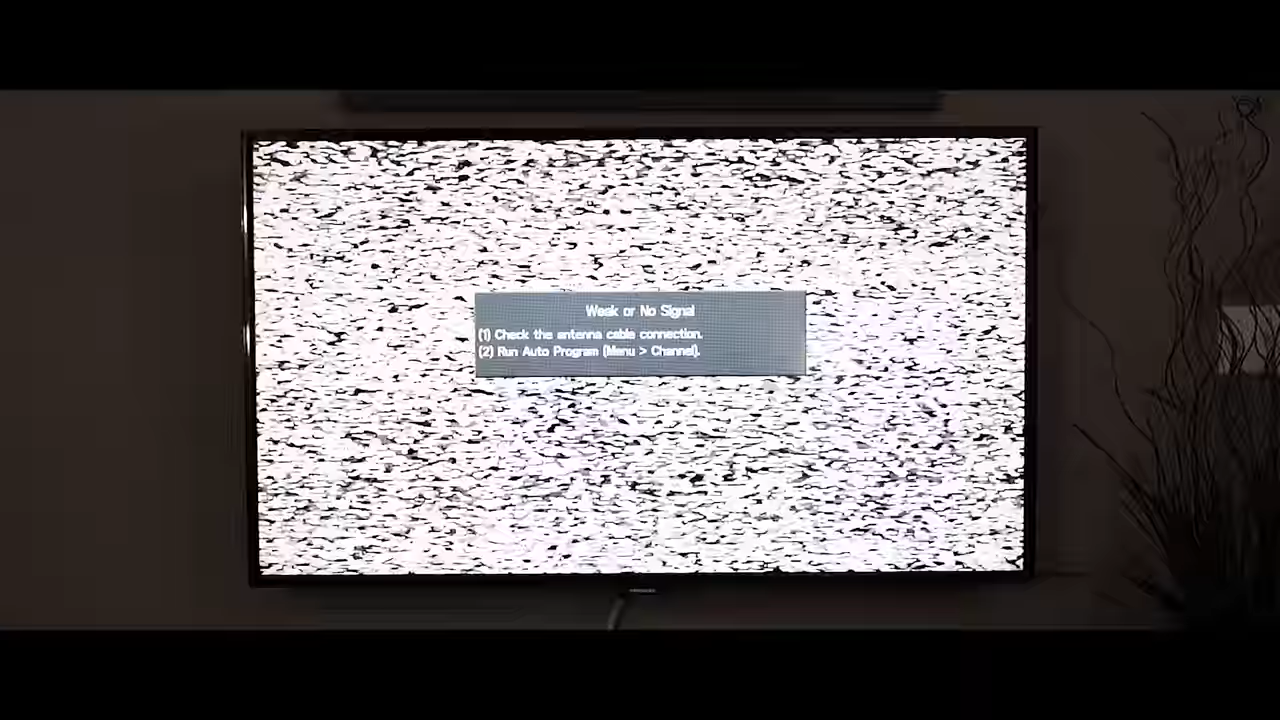 Weak or No Signal
(1) Check the antenna cable connection.
(2) Run Auto Program (Menu > Channel).